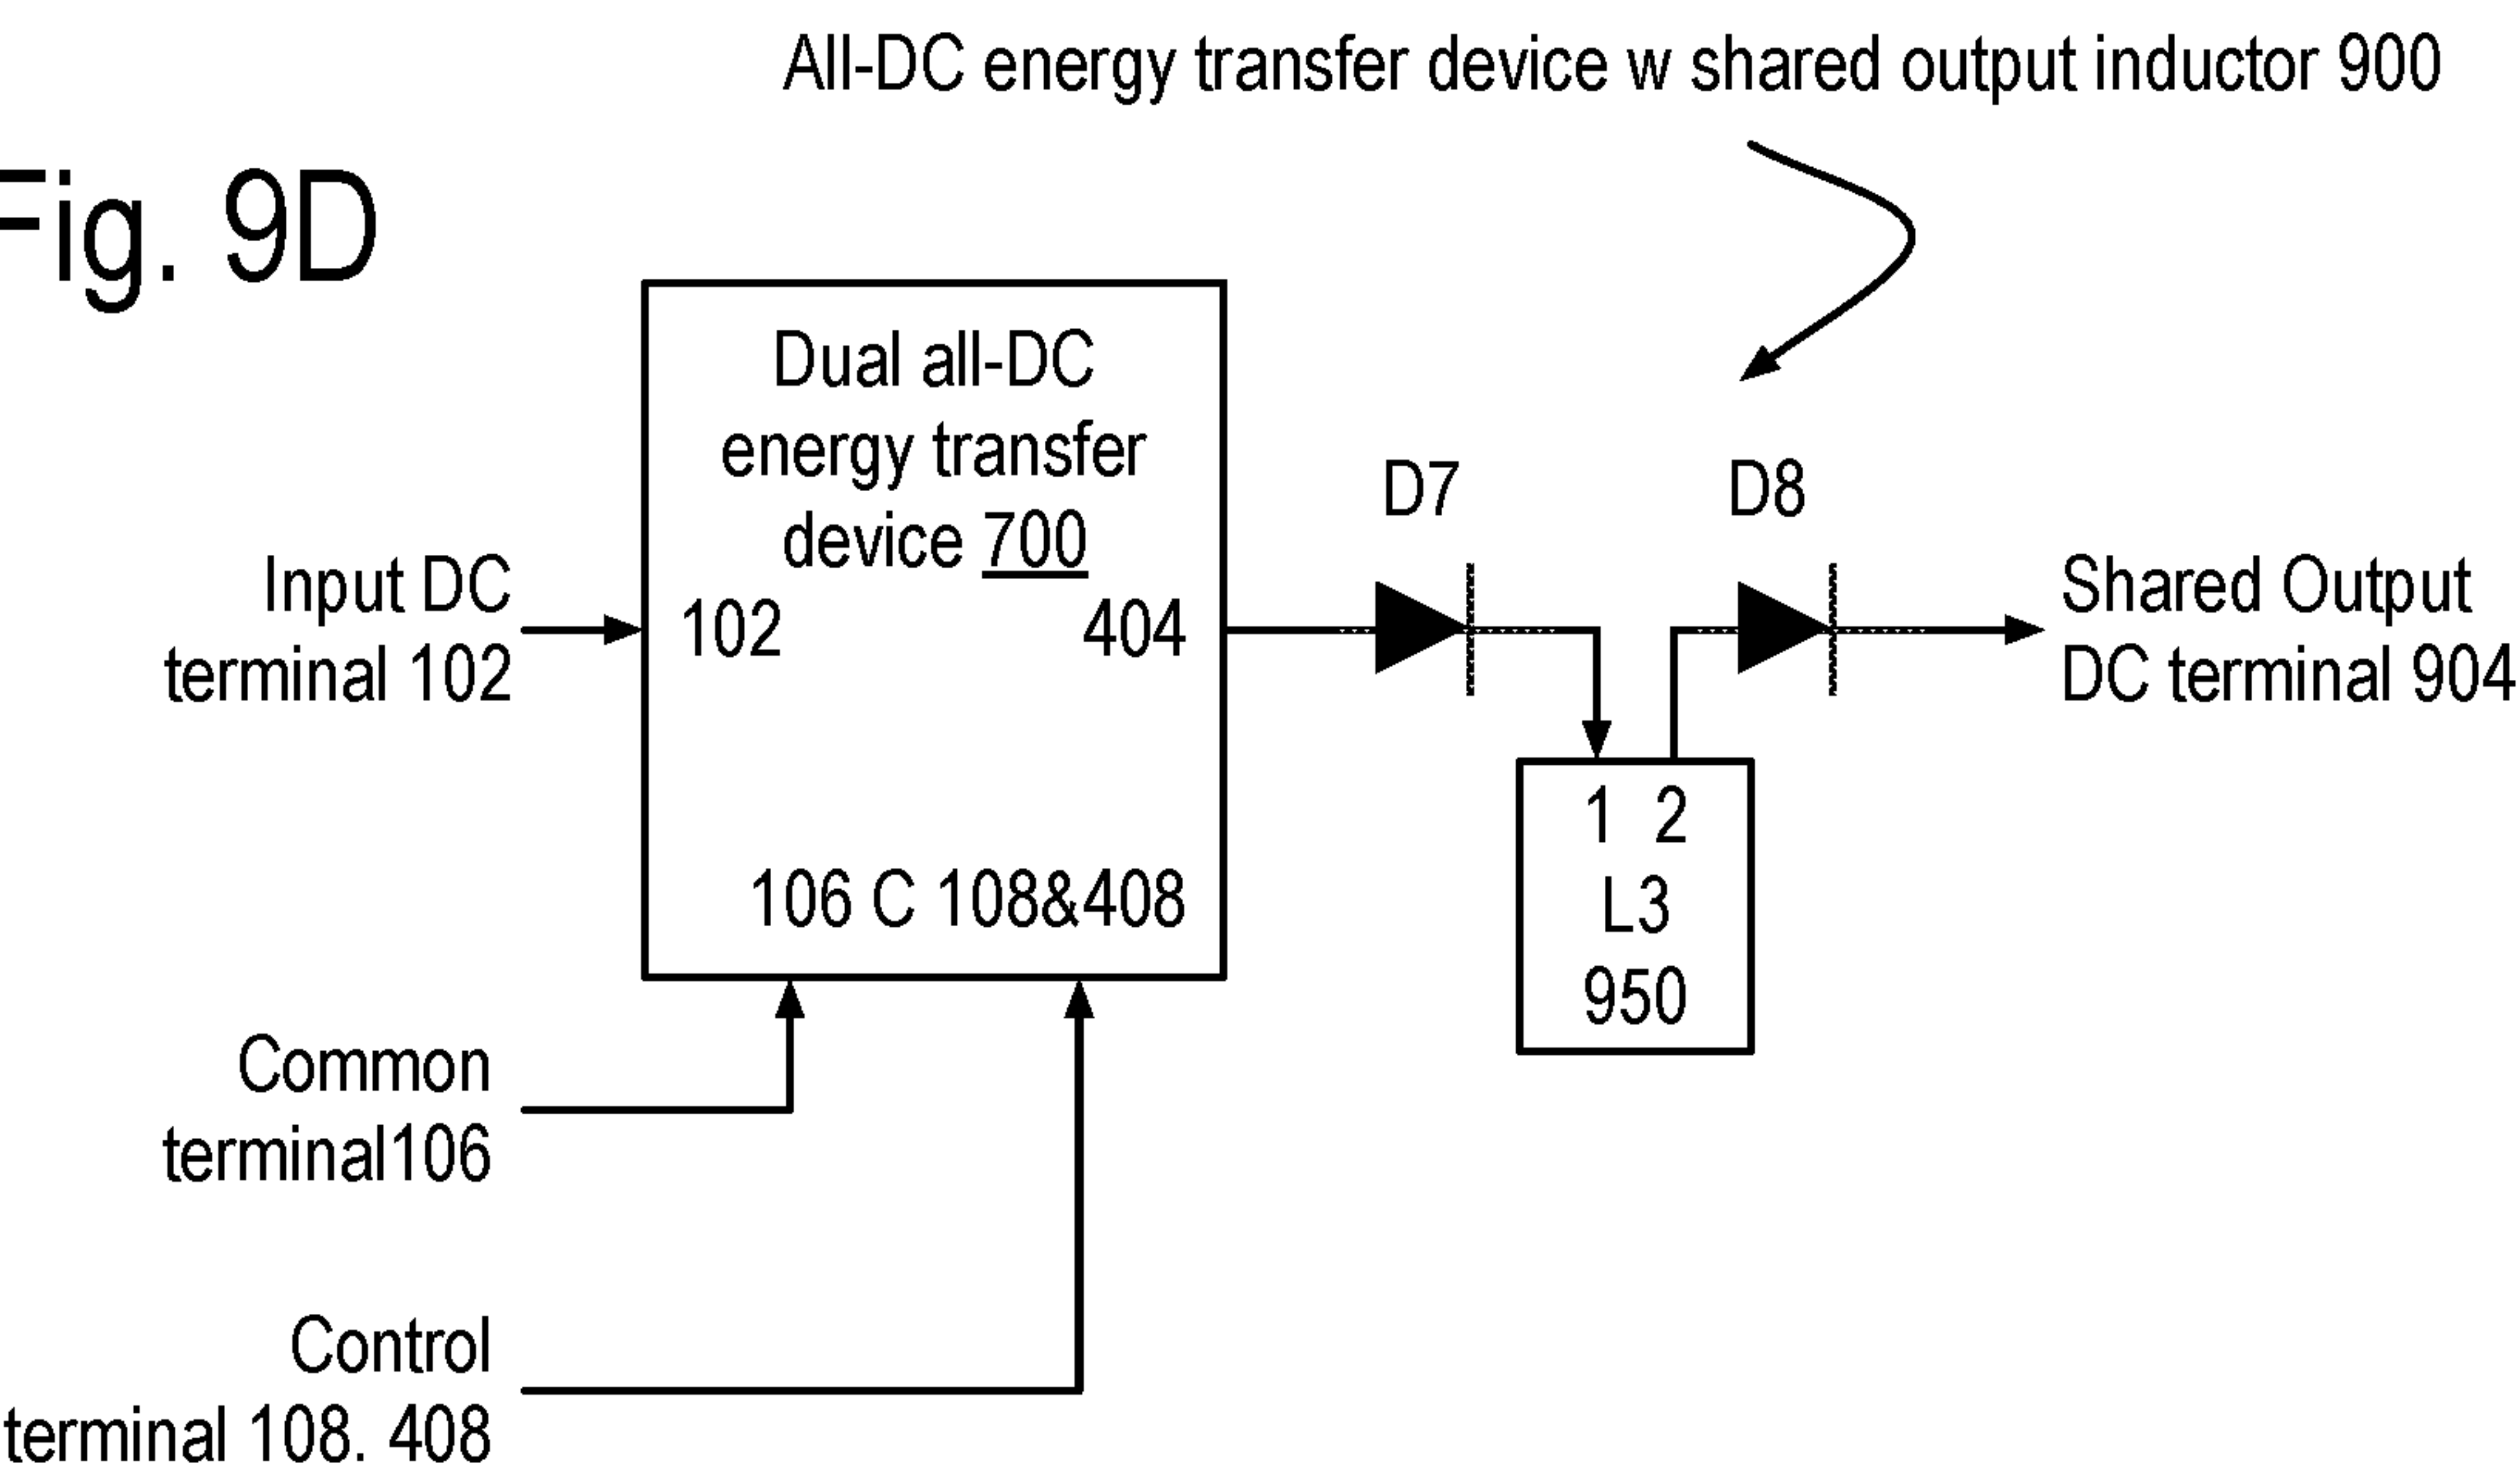 All-DC energy transfer device w shared output inductor 900
Fig. 9D
Dual all-DC
energy transfer
device 700
D7
D8
Input DC
terminal 102
102
404
Shared Output
DC terminal 904
1 2
L3
950
106 C 108&408
Common
terminal106
Control
terminal 108. 408